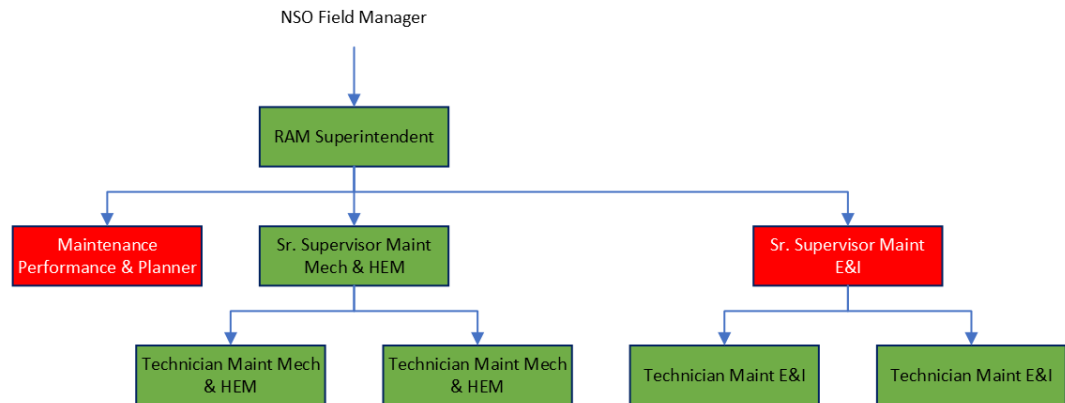 NSO Field Manager
RAM Superintendent
Maintenance
Performance & Planner
Sr. Supervisor Maint
Mech & HEM
Sr. Supervisor Maint
E&I
Technician Maint Mech
& HEM
Technician Maint Mech
& HEM
Technician Maint E&I
Technician Maint E&I